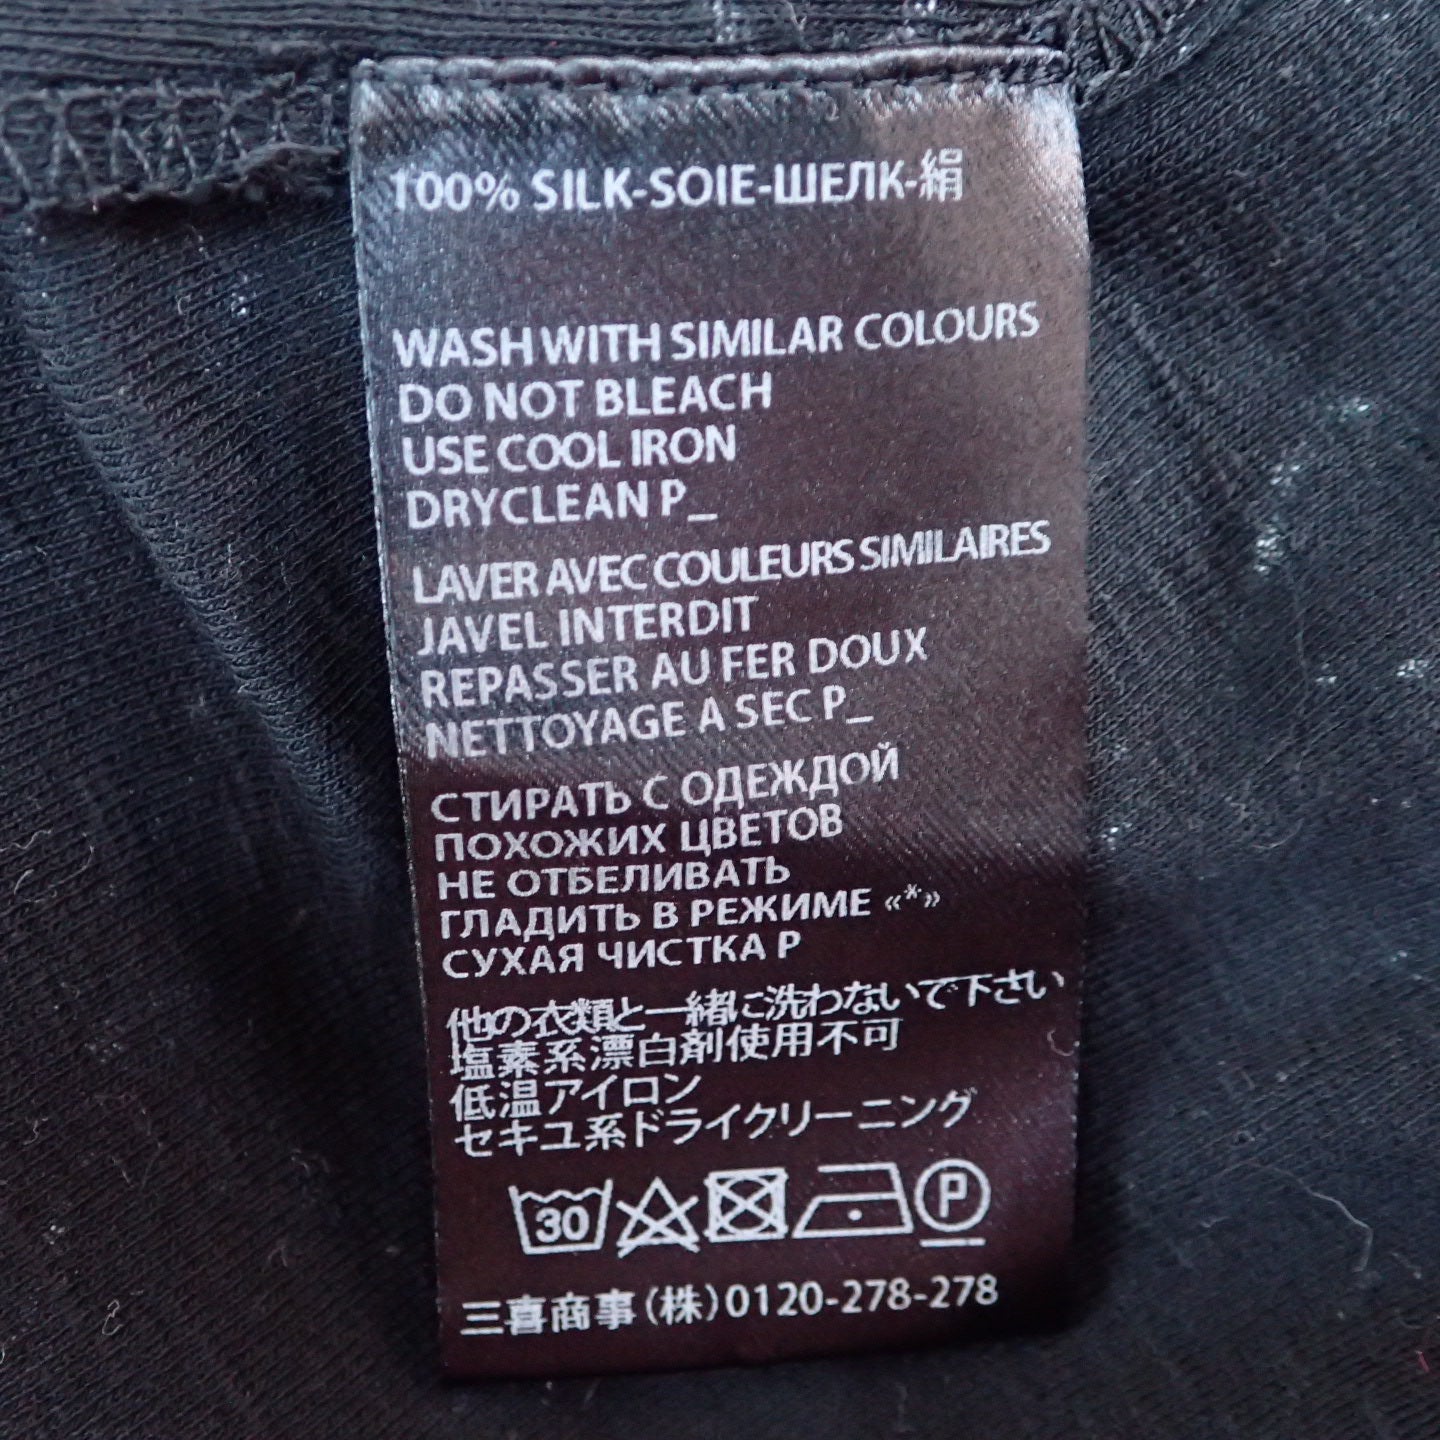 100% SILK-SOIE-ШЕЛК-絹
WASH WITH SIMILAR COLOURS
DO NOT BLEACH
USE COOL IRON
DRYCLEAN P_
LAVER AVEC COULEURS SIMILAIRES
JAVEL INTERDIT
REPASSER AU FER DOUX
NETTOYAGE A SEC P_
СТИРАТЬ С ОДЕЖДОЙ
ПОХОЖИХ ЦВЕТОВ
НЕ ОТБЕЛИВАТЬ
ГЛАДИТЬ В РЕЖИМЕ «*»
СУХАЯ ЧИСТКА P
他の衣類と一緒に洗わないで下さい
塩素系漂白剤使用不可
低温アイロン
セキユ系ドライクリーニング
30 P
三喜商事(株)0120-278-278